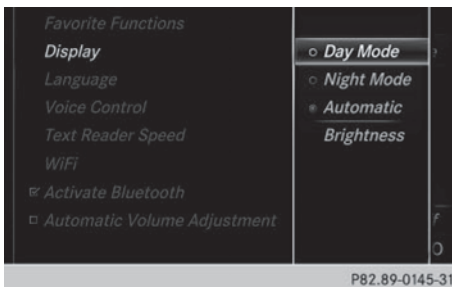 Favorite Functions
Display
Language
Voice Control
Text Reader Speed
WiFi
Activate Bluetooth
Automatic Volume Adjustment
Day Mode
Night Mode
Automatic
Brightness
P82.89-0145-31